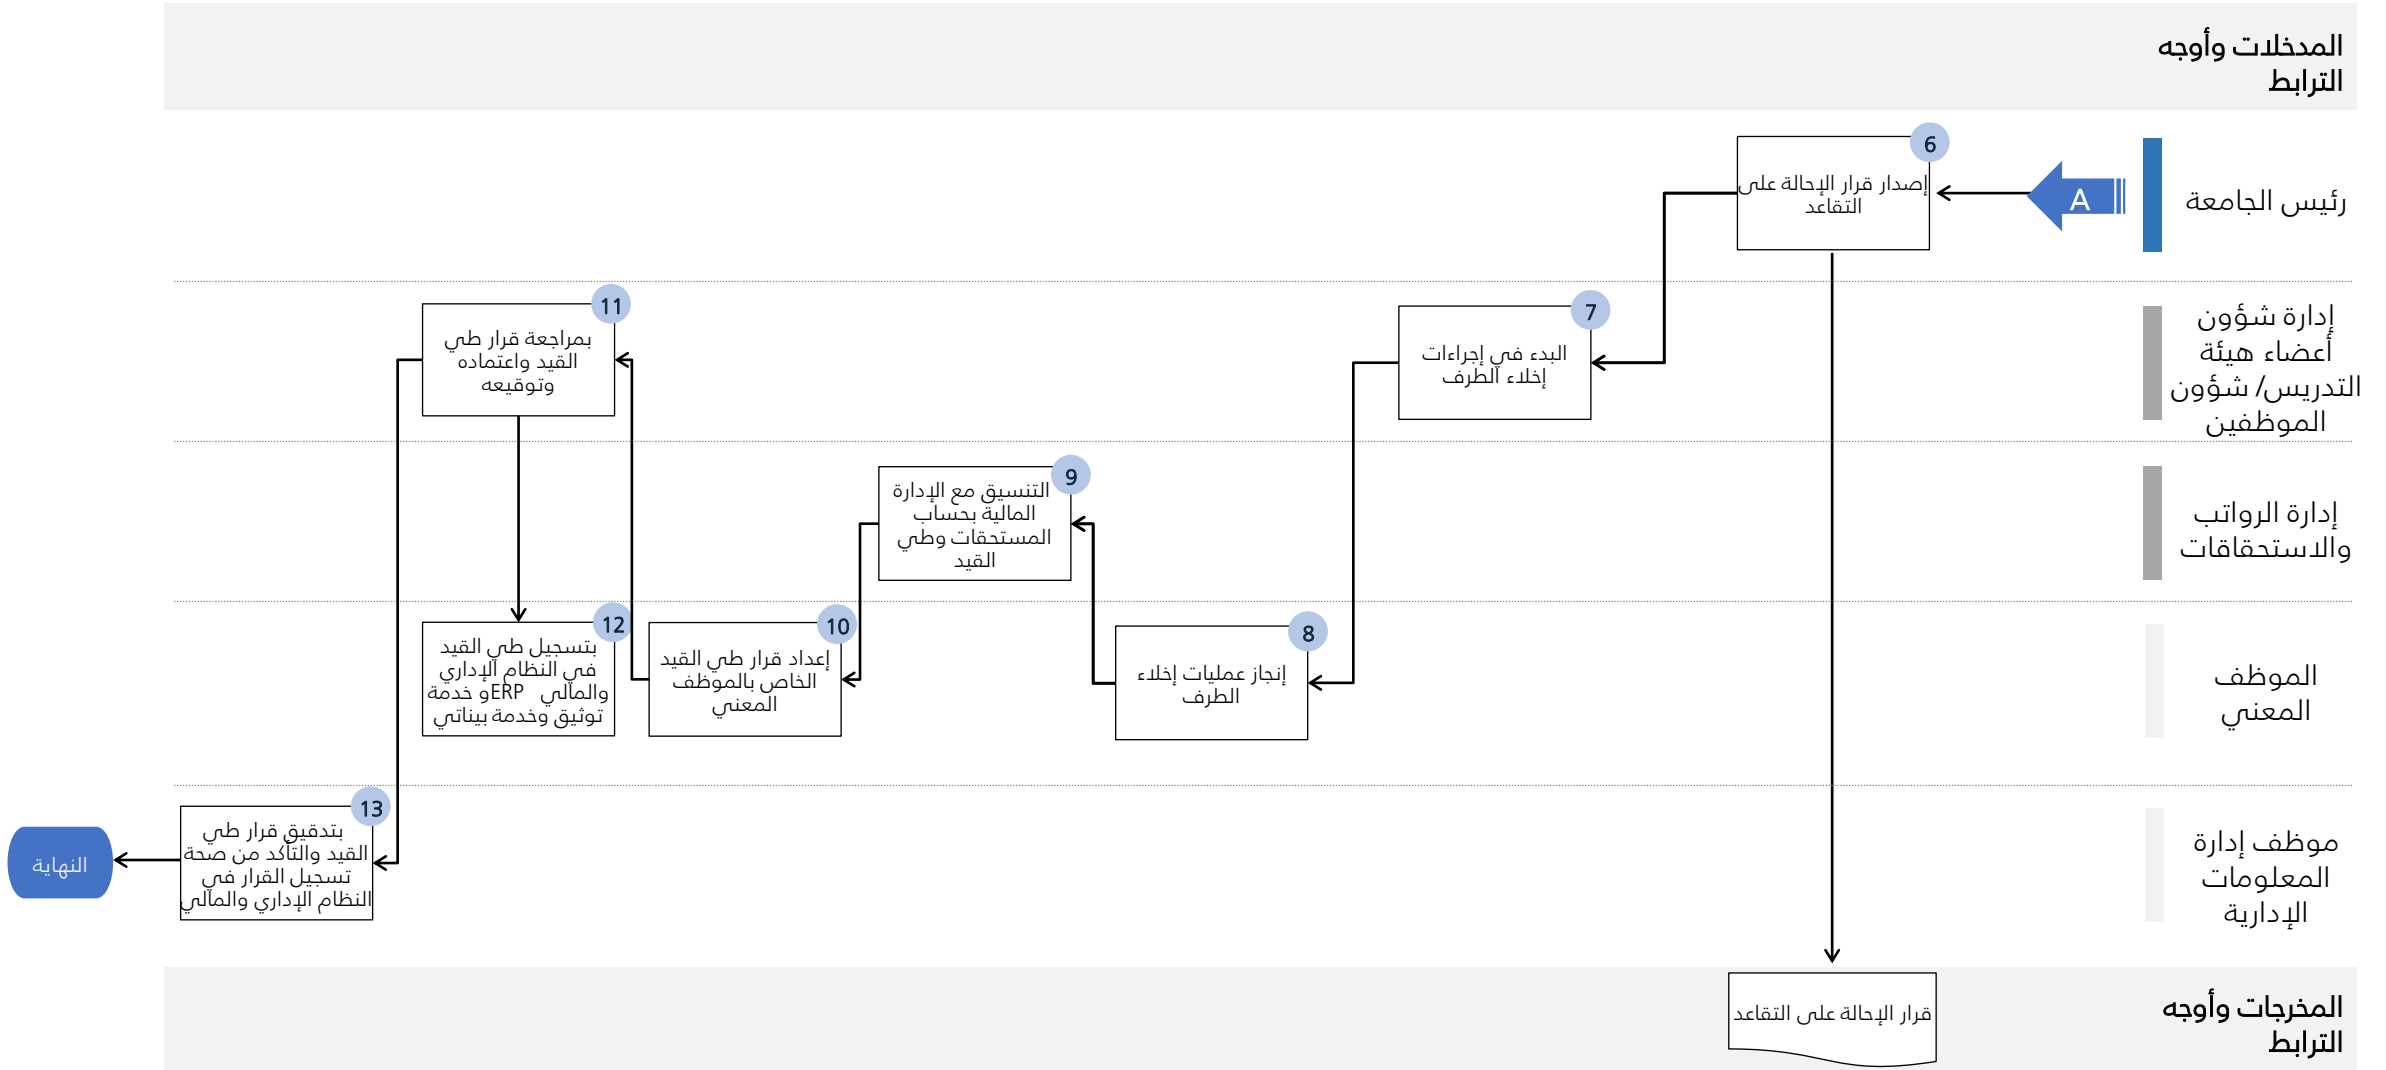 المدخلات وأوجه
الترابط
رئيس الجامعة
A
6
إصدار قرار الإحالة على
التقاعد
إدارة شؤون
أعضاء هيئة
التدريس/ شؤون
الموظفين
7
البدء في إجراءات
إخلاء الطرف
11
بمراجعة قرار طي
القيد واعتماده
وتوقيعه
إدارة الرواتب
والاستحقاقات
9
التنسيق مع الإدارة
المالية بحساب
المستحقات وطي
القيد
الموظف
المعني
8
إنجاز عمليات إخلاء
الطرف
10
إعداد قرار طي القيد
الخاص بالموظف
المعني
12
بتسجيل طي القيد
في النظام الإداري
والمالي ERPو خدمة
توثيق وخدمة بيناتي
موظف إدارة
المعلومات
الإدارية
13
بتدقيق قرار طي
القيد والتأكد من صحة
تسجيل القرار في
النظام الإداري والمالي
النهاية
المخرجات وأوجه
الترابط
قرار الإحالة على التقاعد